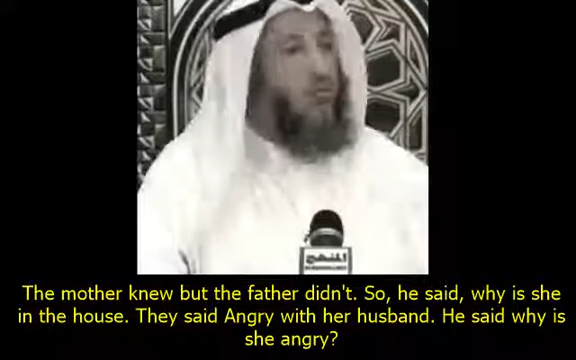 المنهج
The mother knew but the father didn't. So, he said, why is she
in the house. They said Angry with her husband. He said why is
she angry?